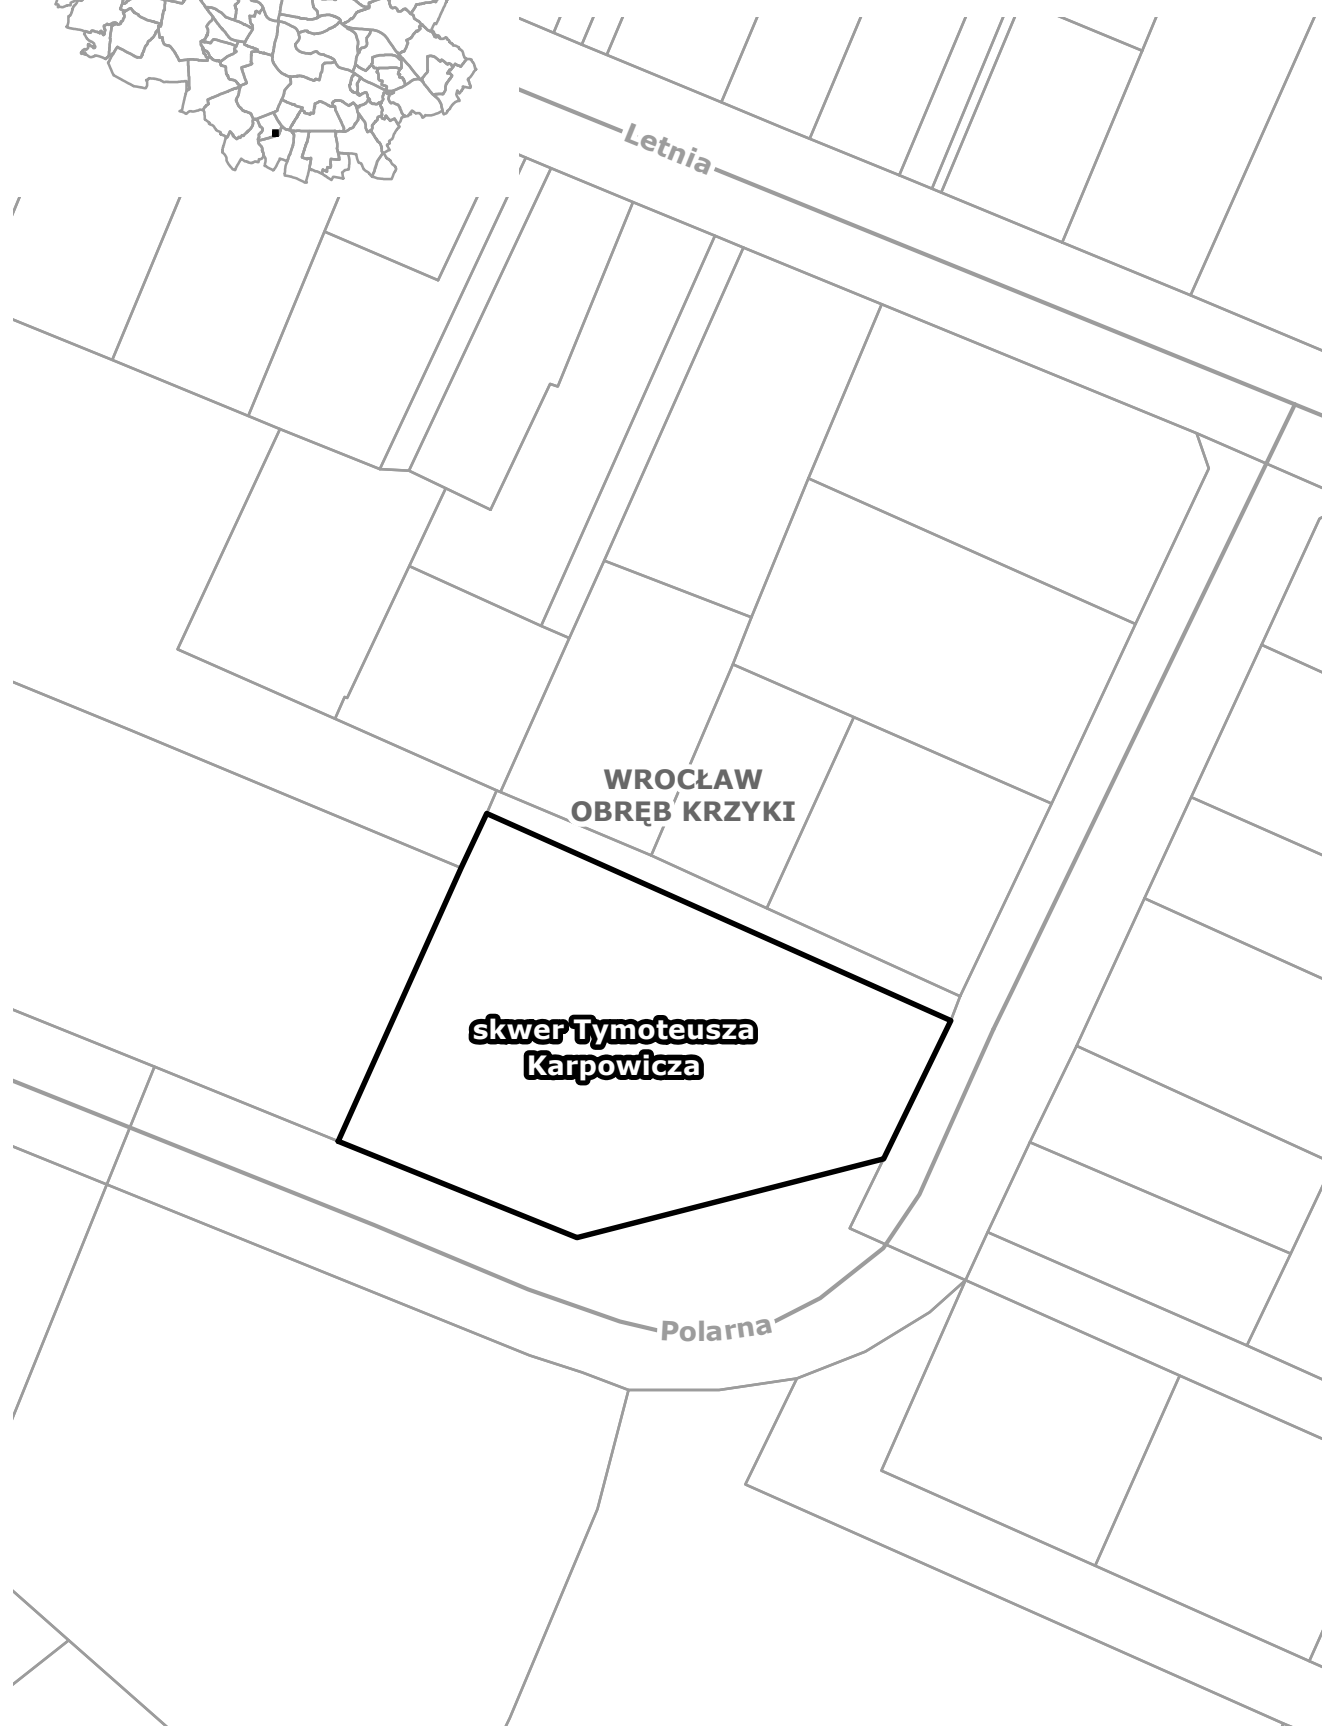 Letnia
WROCŁAW
OBRĘB KRZYKI
skwer Tymoteusza
Karpowicza
Polarna